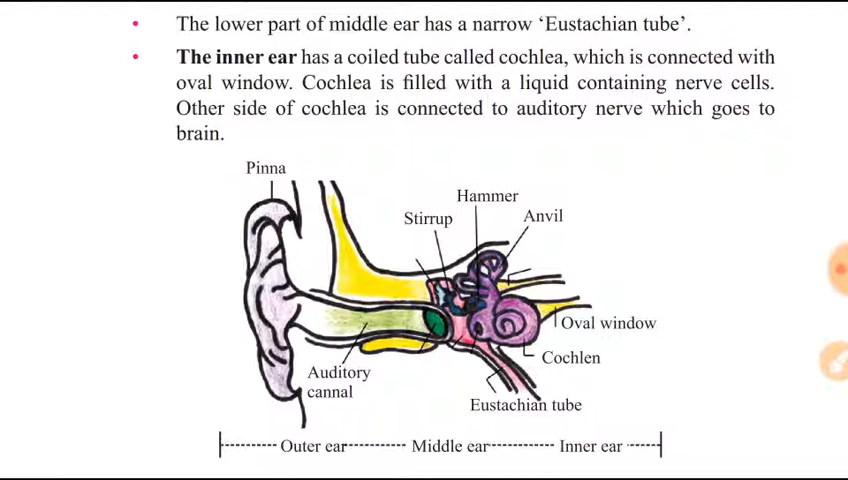 • The lower part of middle ear has a narrow ‘Eustachian tube’.
• The inner ear has a coiled tube called cochlea, which is connected with
oval window. Cochlea is filled with a liquid containing nerve cells.
Other side of cochlea is connected to auditory nerve which goes to
brain.
Pinna
Hammer
Stirrup
Anvil
Oval window
Cochlen
Auditory
cannal
Eustachian tube
Outer ear
Middle ear
Inner ear